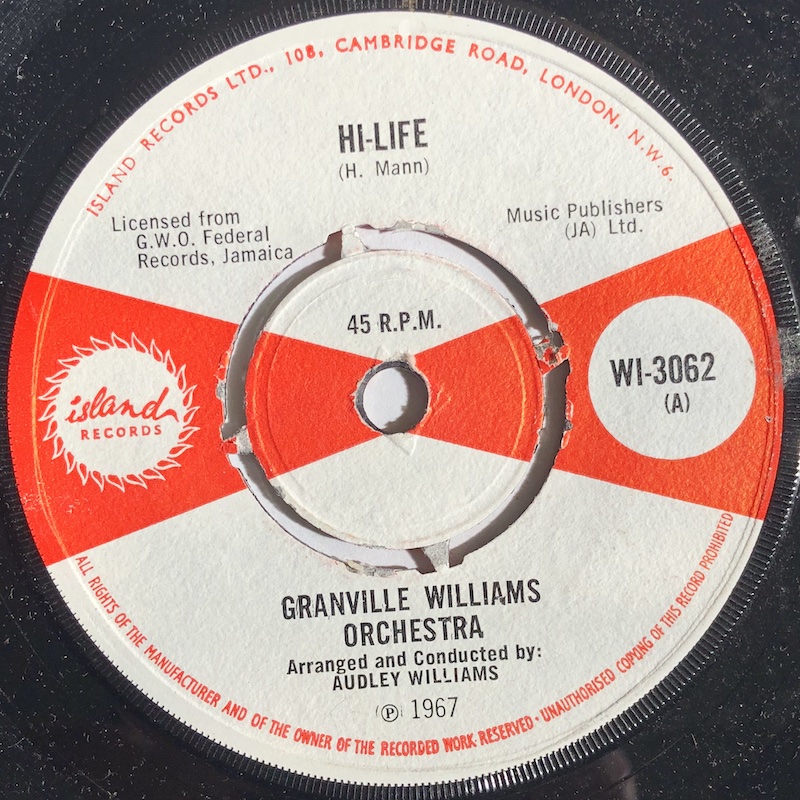 ISLAND RECORDS LTD., 108, CAMBRIDGE ROAD, LONDON, N.W.6.
HI-LIFE
(H. Mann)
Licensed from
G.W.O. Federal
Records, Jamaica
Music Publishers
(JA) Ltd.
45 R.P.M.
island
RECORDS
WI-3062
(A)
GRANVILLE WILLIAMS
ORCHESTRA
Arranged and Conducted by:
AUDLEY WILLIAMS
℗ 1967
ALL RIGHTS OF THE MANUFACTURER AND OF THE OWNER OF THE RECORDED WORK RESERVED · UNAUTHORISED COPYING OF THIS RECORD PROHIBITED